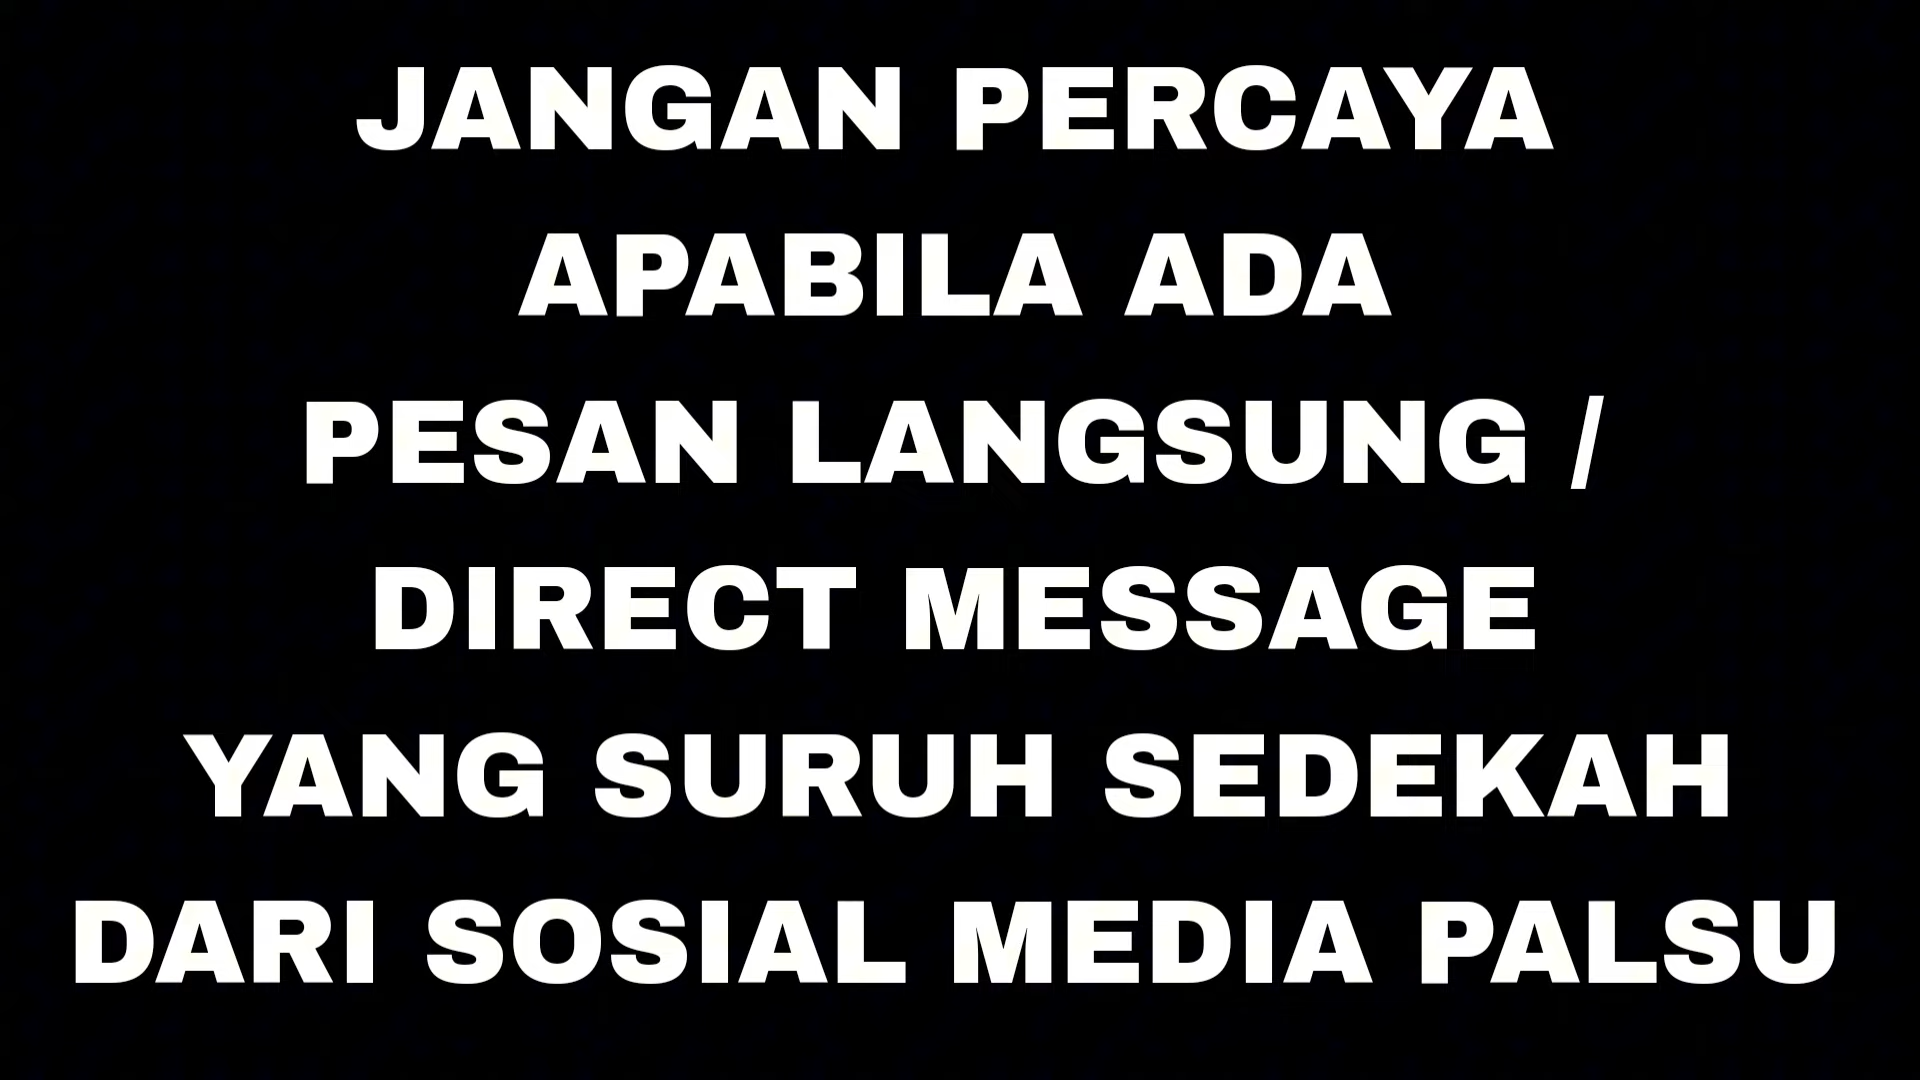 JANGAN PERCAYA
APABILA ADA
PESAN LANGSUNG /
DIRECT MESSAGE
YANG SURUH SEDEKAH
DARI SOSIAL MEDIA PALSU